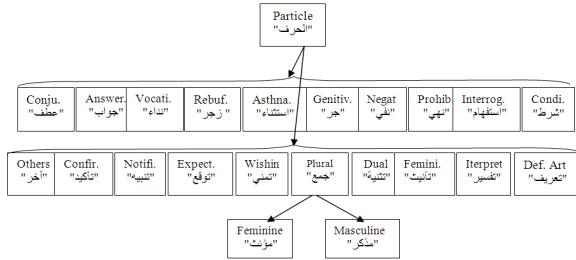 Particle
"الحرف"
Conju.
"عطف"
Answer.
"جواب"
Vocati.
"نداء"
Rebuf.
"زجر "
Asthna.
"استثناء"
Genitiv.
"جر"
Negat
"نفي"
Prohib
"نهي"
Interrog.
"استفهام"
Condi.
"شرط"
Others
"أخر"
Confir.
"تأكيد"
Notifi.
"تنبيه"
Expect.
"توقع"
Wishin
"تمني"
Plural
"جمع"
Dual
"تثنية"
Femini.
"تأنيث"
Iterpret
"تفسير"
Def. Art
"تعريف"
Feminine
"مؤنث"
Masculine
"مذكر"